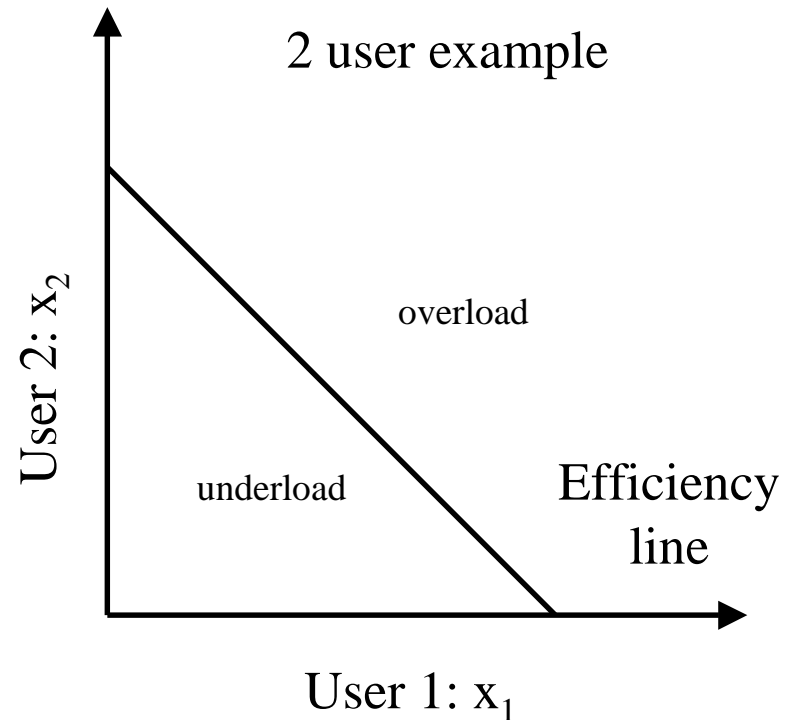 2 user example
User 2: x₂
overload
underload
Efficiency
line
User 1: x₁